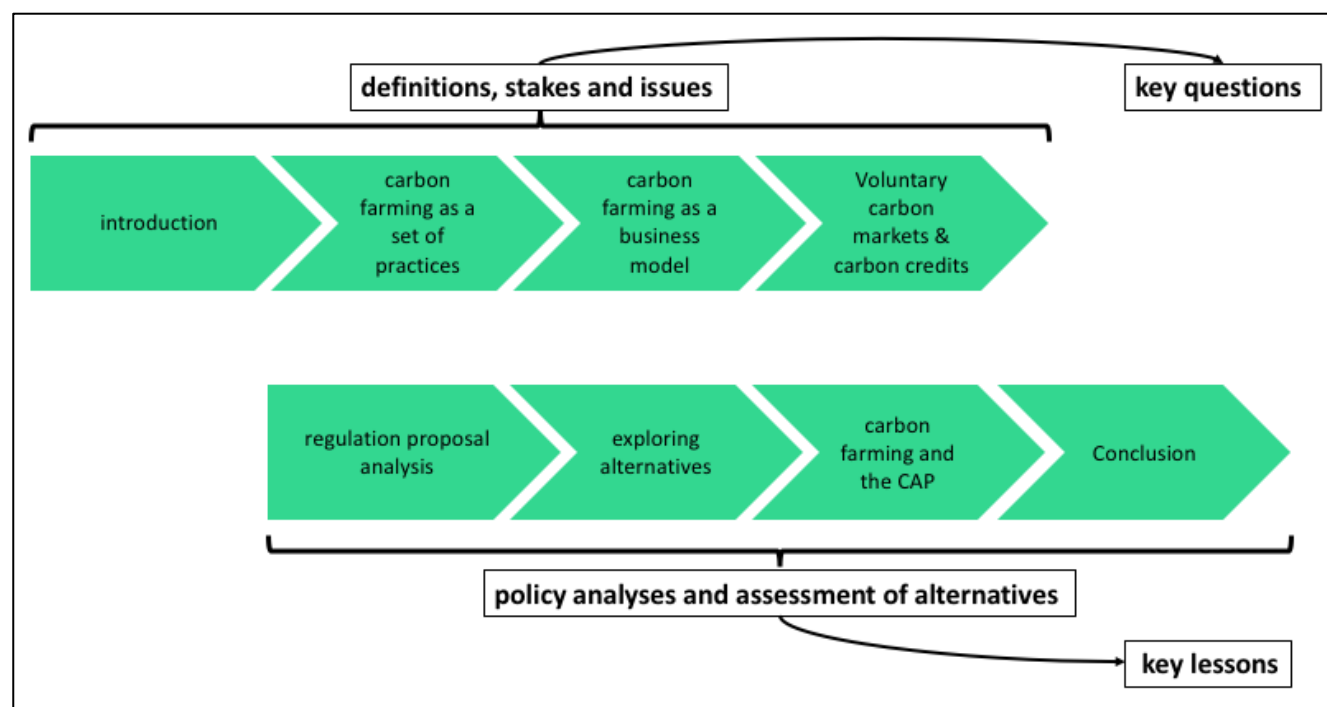 definitions, stakes and issues
key questions
introduction
carbon
farming as a
set of
practices
carbon
farming as a
business
model
Voluntary
carbon
markets &
carbon credits
regulation proposal
analysis
exploring
alternatives
carbon
farming and
the CAP
Conclusion
policy analyses and assessment of alternatives
key lessons